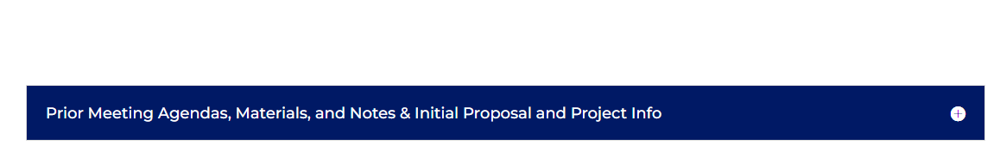 Prior Meeting Agendas, Materials, and Notes & Initial Proposal and Project Info